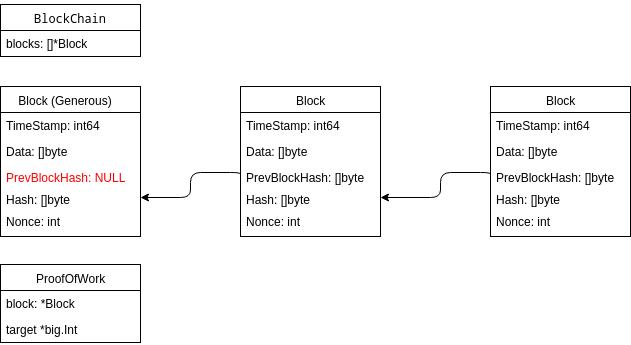 BlockChain
blocks: []*Block
Block (Generous)
TimeStamp: int64
Data: []byte
PrevBlockHash: NULL
Hash: []byte
Nonce: int
Block
TimeStamp: int64
Data: []byte
PrevBlockHash: []byte
Hash: []byte
Nonce: int
Block
TimeStamp: int64
Data: []byte
PrevBlockHash: []byte
Hash: []byte
Nonce: int
ProofOfWork
block: *Block
target *big.Int